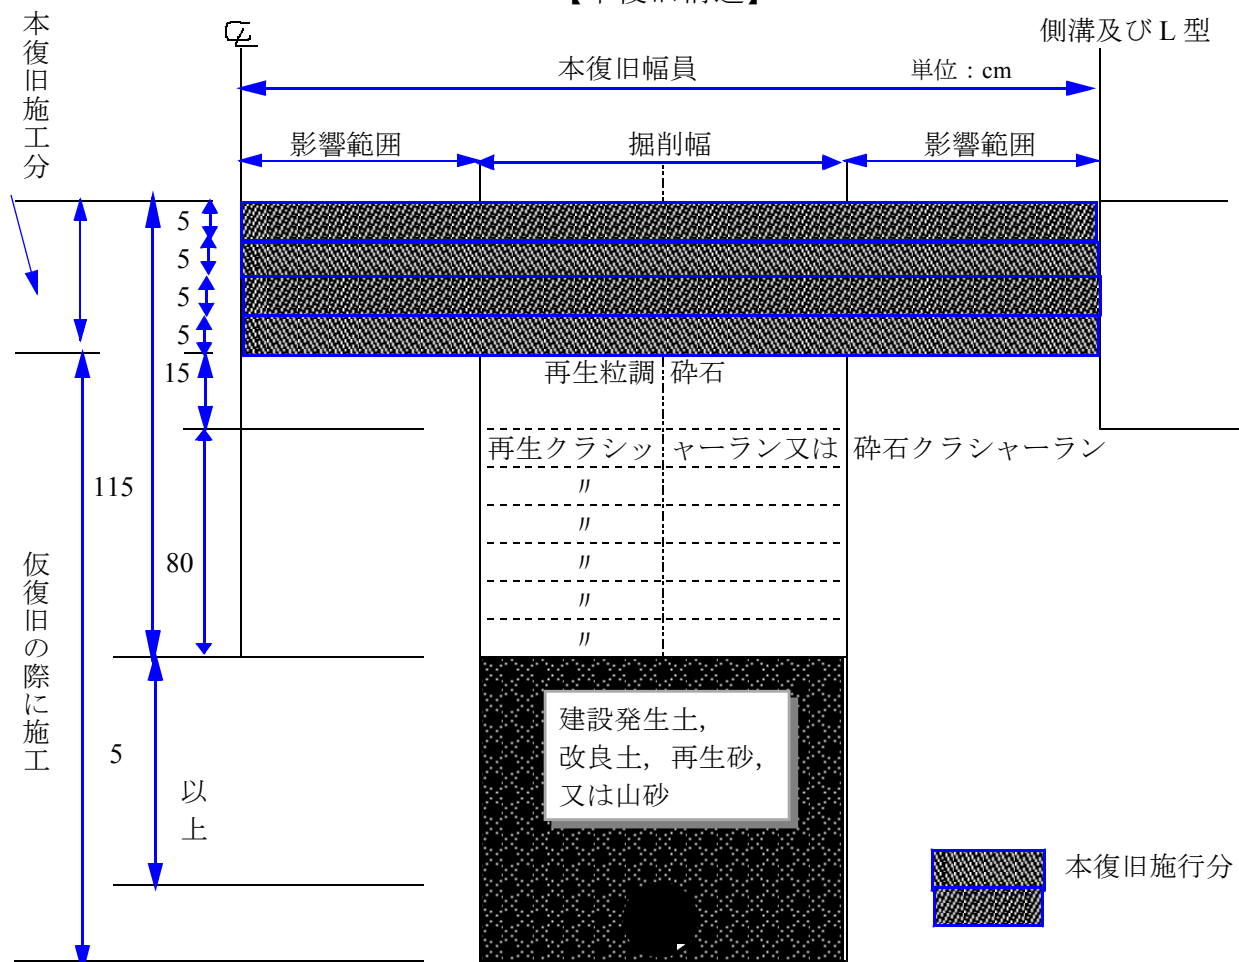 【本復旧構造】
本復旧施工分
℄
側溝及び L 型
本復旧幅員
単位：cm
影響範囲
掘削幅
影響範囲
5
5
5
5
15
再生粒調 砕石
再生クラシッ ャーラン又は 砕石クラシャーラン
〃
〃
〃
〃
〃
115
80
仮復旧の際に施工
5
以上
建設発生土，
改良土，再生砂，
又は山砂
本復旧施行分